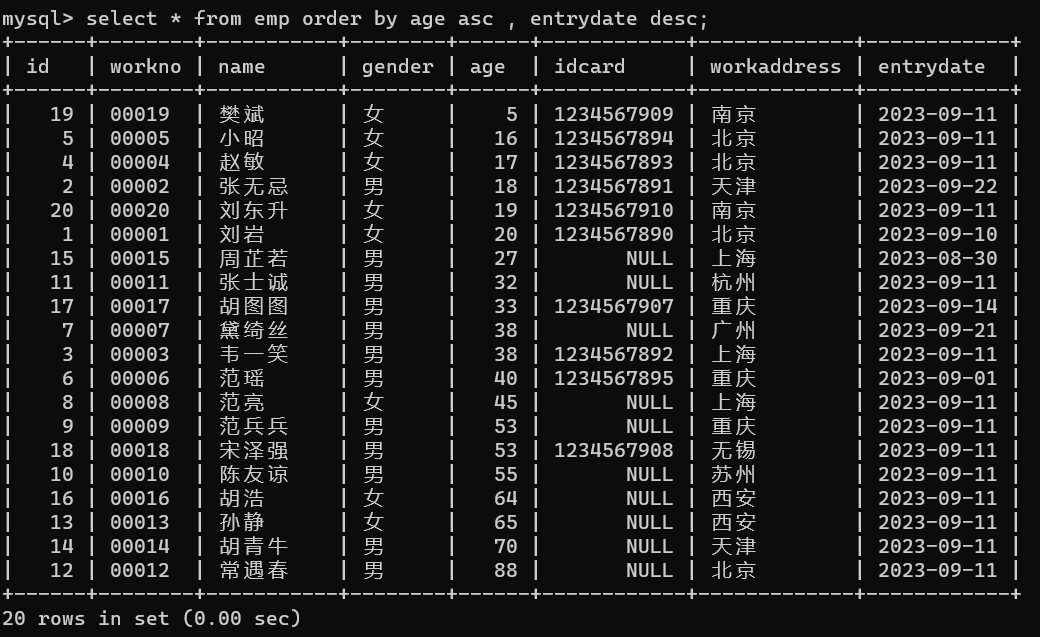 mysql> select * from emp order by age asc , entrydate desc;
+------+--------+-----------+--------+------+------------+-------------+------------+
| id   | workno | name      | gender | age  | idcard     | workaddress | entrydate  |
+------+--------+-----------+--------+------+------------+-------------+------------+
|   19 | 00019  | 樊斌      | 女     |    5 | 1234567909 | 南京        | 2023-09-11 |
|    5 | 00005  | 小昭      | 女     |   16 | 1234567894 | 北京        | 2023-09-11 |
|    4 | 00004  | 赵敏      | 女     |   17 | 1234567893 | 北京        | 2023-09-11 |
|    2 | 00002  | 张无忌    | 男     |   18 | 1234567891 | 天津        | 2023-09-22 |
|   20 | 00020  | 刘东升    | 女     |   19 | 1234567910 | 南京        | 2023-09-11 |
|    1 | 00001  | 刘岩      | 女     |   20 | 1234567890 | 北京        | 2023-09-10 |
|   15 | 00015  | 周芷若    | 男     |   27 |       NULL | 上海        | 2023-08-30 |
|   11 | 00011  | 张士诚    | 男     |   32 |       NULL | 杭州        | 2023-09-11 |
|   17 | 00017  | 胡图图    | 男     |   33 | 1234567907 | 重庆        | 2023-09-14 |
|    7 | 00007  | 黛绮丝    | 男     |   38 |       NULL | 广州        | 2023-09-21 |
|    3 | 00003  | 韦一笑    | 男     |   38 | 1234567892 | 上海        | 2023-09-11 |
|    6 | 00006  | 范瑶      | 男     |   40 | 1234567895 | 重庆        | 2023-09-01 |
|    8 | 00008  | 范亮      | 女     |   45 |       NULL | 上海        | 2023-09-11 |
|    9 | 00009  | 范兵兵    | 男     |   53 |       NULL | 重庆        | 2023-09-11 |
|   18 | 00018  | 宋泽强    | 男     |   53 | 1234567908 | 无锡        | 2023-09-11 |
|   10 | 00010  | 陈友谅    | 男     |   55 |       NULL | 苏州        | 2023-09-11 |
|   16 | 00016  | 胡浩      | 女     |   64 |       NULL | 西安        | 2023-09-11 |
|   13 | 00013  | 孙静      | 女     |   65 |       NULL | 西安        | 2023-09-11 |
|   14 | 00014  | 胡青牛    | 男     |   70 |       NULL | 天津        | 2023-09-11 |
|   12 | 00012  | 常遇春    | 男     |   88 |       NULL | 北京        | 2023-09-11 |
+------+--------+-----------+--------+------+------------+-------------+------------+
20 rows in set (0.00 sec)